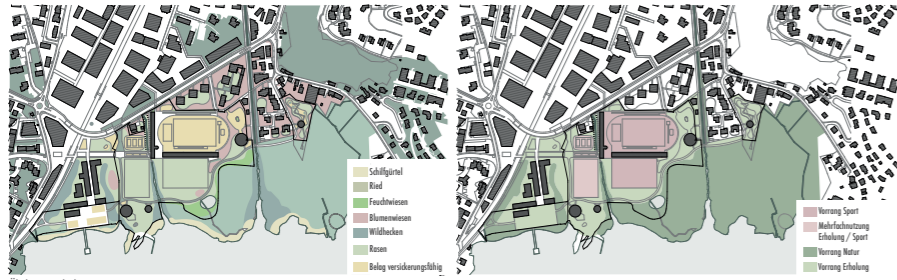 Schilfgürtel
Ried
Feuchtwiesen
Blumenwiesen
Wildhecken
Rasen
Belag versickerungsfähig
Vorrang Sport
Mehrfachnutzung
Erholung / Sport
Vorrang Natur
Vorrang Erholung